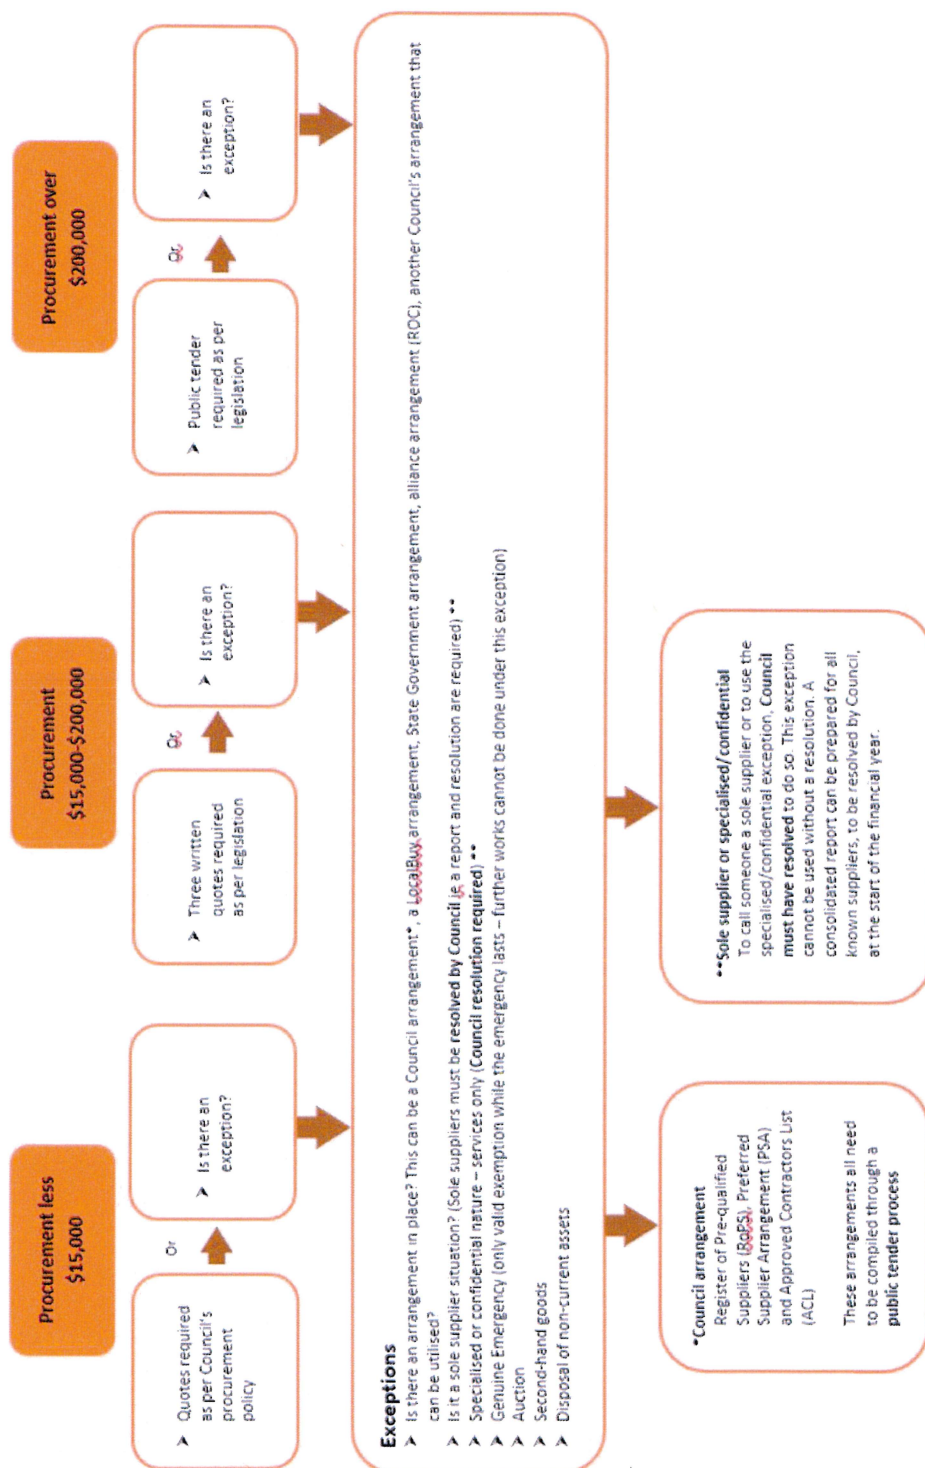 Procurement less
$15,000
Procurement
$15,000-$200,000
Procurement over
$200,000
➤ Quotes required
as per Council's
procurement
policy
Or
➤ Is there an
exception?
➤ Three written
quotes required
as per legislation
Or
➤ Is there an
exception?
➤ Public tender
required as per
legislation
Or
➤ Is there an
exception?
Exceptions
➤ Is there an arrangement in place? This can be a Council arrangement*, a LocalBuy arrangement, State Government arrangement, alliance arrangement (ROC), another Council's arrangement that
can be utilised?
➤ Is it a sole supplier situation? (Sole suppliers must be resolved by Council ie a report and resolution are required) **
➤ Specialised or confidential nature – services only (Council resolution required) **
➤ Genuine Emergency (only valid exemption while the emergency lasts – further works cannot be done under this exception)
➤ Auction
➤ Second-hand goods
➤ Disposal of non-current assets
*Council arrangement
Register of Pre-qualified
Suppliers (RoPS), Preferred
Supplier Arrangement (PSA)
and Approved Contractors List
(ACL)
These arrangements all need
to be compiled through a
public tender process
**Sole supplier or specialised/confidential
To call someone a sole supplier or to use the
specialised/confidential exception, Council
must have resolved to do so. This exception
cannot be used without a resolution. A
consolidated report can be prepared for all
known suppliers, to be resolved by Council,
at the start of the financial year.